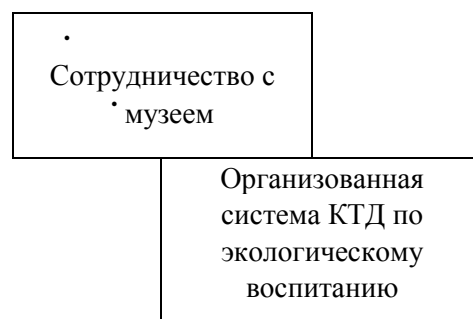 Сотрудничество с
музеем
Организованная
система КТД по
экологическому
воспитанию